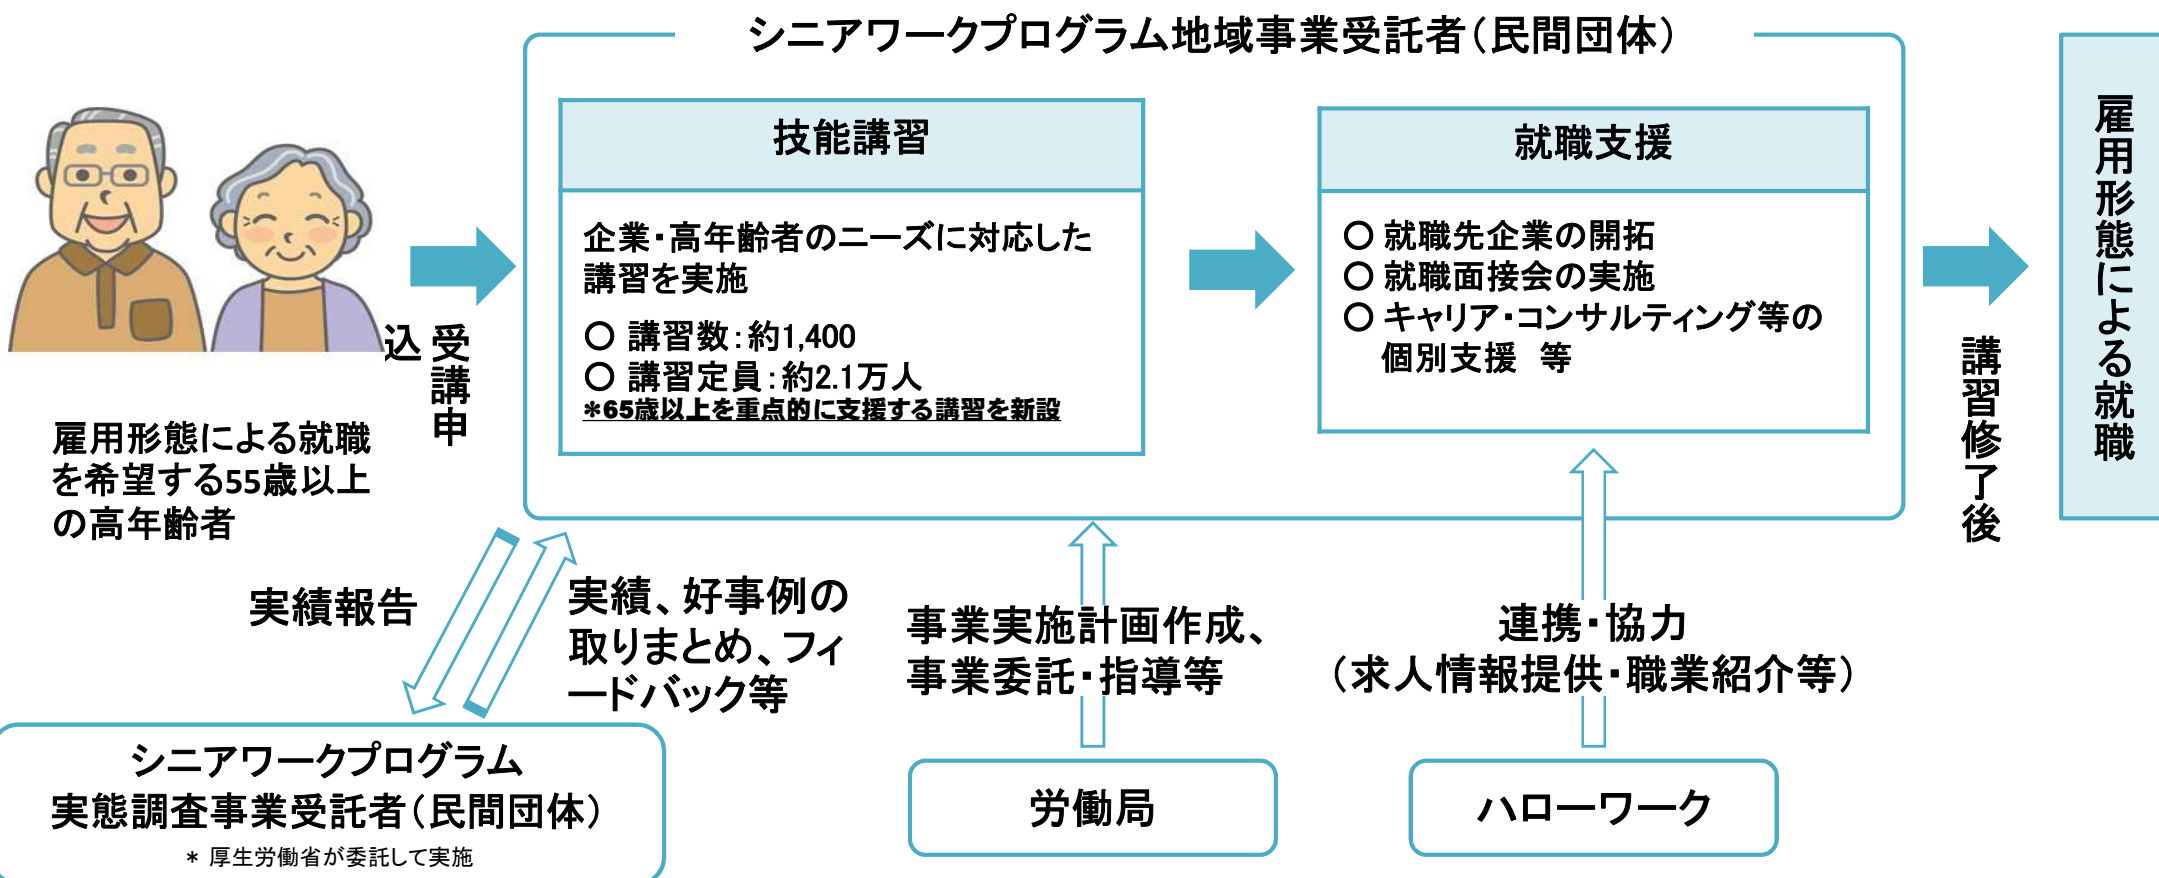 シニアワークプログラム地域事業受託者（民間団体）
技能講習
企業・高年齢者のニーズに対応した
講習を実施
○ 講習数：約1,400
○ 講習定員：約2.1万人
*65歳以上を重点的に支援する講習を新設
就職支援
○ 就職先企業の開拓
○ 就職面接会の実施
○ キャリア・コンサルティング等の
個別支援　等
雇用形態による就職
受講申
込
講習修了後
雇用形態による就職
を希望する55歳以上
の高年齢者
実績報告
実績、好事例の
取りまとめ、フィ
ードバック等
事業実施計画作成、
事業委託・指導等
連携・協力
（求人情報提供・職業紹介等）
シニアワークプログラム
実態調査事業受託者（民間団体）
* 厚生労働省が委託して実施
労働局
ハローワーク